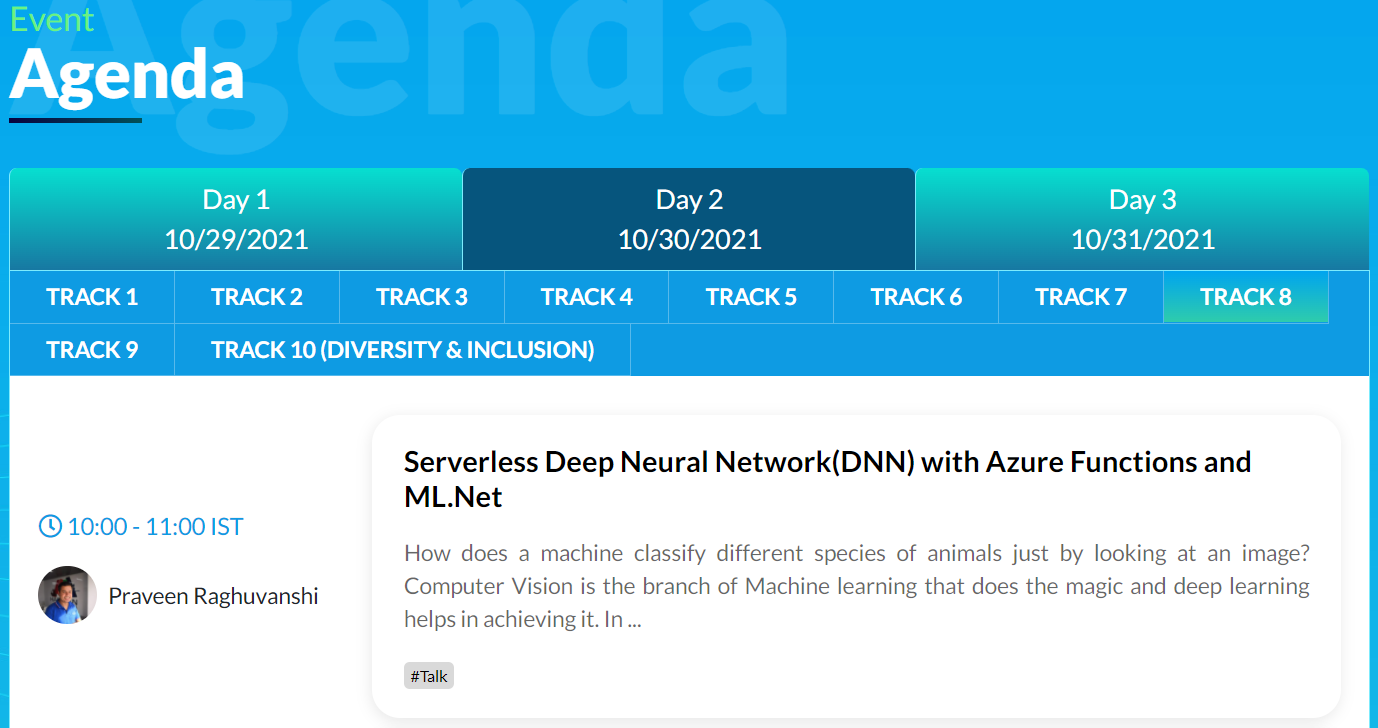 Event
Agenda
Agenda
Day 1
10/29/2021
Day 2
10/30/2021
Day 3
10/31/2021
TRACK 1
TRACK 2
TRACK 3
TRACK 4
TRACK 5
TRACK 6
TRACK 7
TRACK 8
TRACK 9
TRACK 10 (DIVERSITY & INCLUSION)
10:00 - 11:00 IST
Praveen Raghuvanshi
Serverless Deep Neural Network(DNN) with Azure Functions and
ML.Net
How does a machine classify different species of animals just by looking at an image?
Computer Vision is the branch of Machine learning that does the magic and deep learning
helps in achieving it. In ...
#Talk